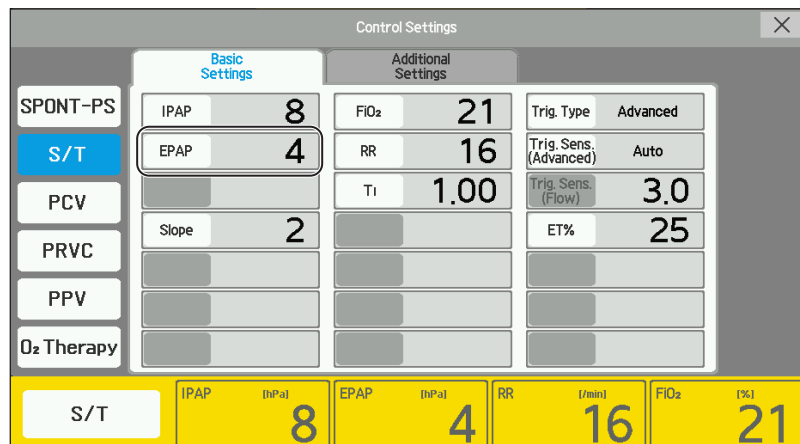 Control Settings
Basic
Settings
Additional
Settings
SPONT-PS
S/T
PCV
PRVC
PPV
O₂ Therapy
IPAP 8
EPAP 4
Slope 2
FiO₂ 21
RR 16
TI 1.00
Trig. Type Advanced
Trig. Sens.
(Advanced) Auto
Trig. Sens.
(Flow) 3.0
ET% 25
S/T
IPAP [hPa] 8
EPAP [hPa] 4
RR [/min] 16
FiO₂ [%] 21